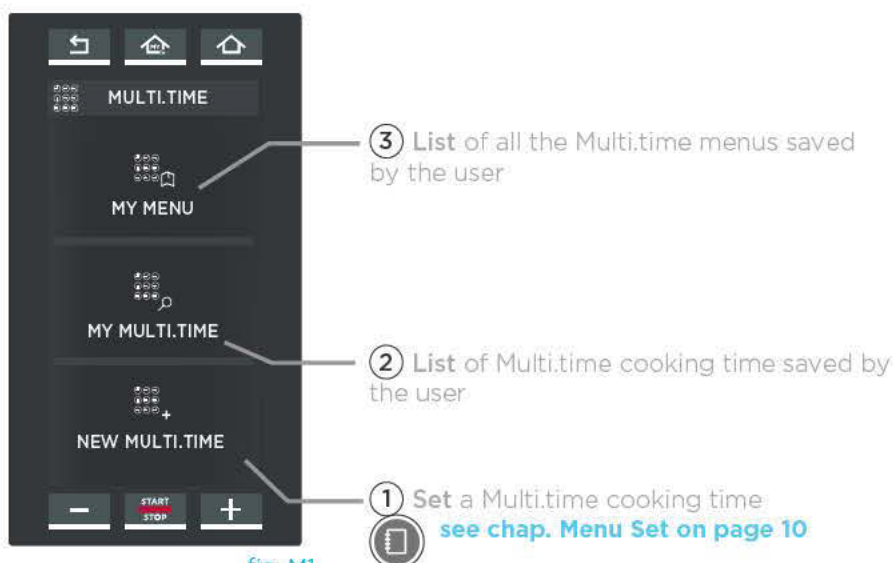 MY
MULTI.TIME
3 List of all the Multi.time menus saved
by the user
MY MENU
MY MULTI.TIME
2 List of Multi.time cooking time saved by
the user
NEW MULTI.TIME
1 Set a Multi.time cooking time
see chap. Menu Set on page 10
START
STOP